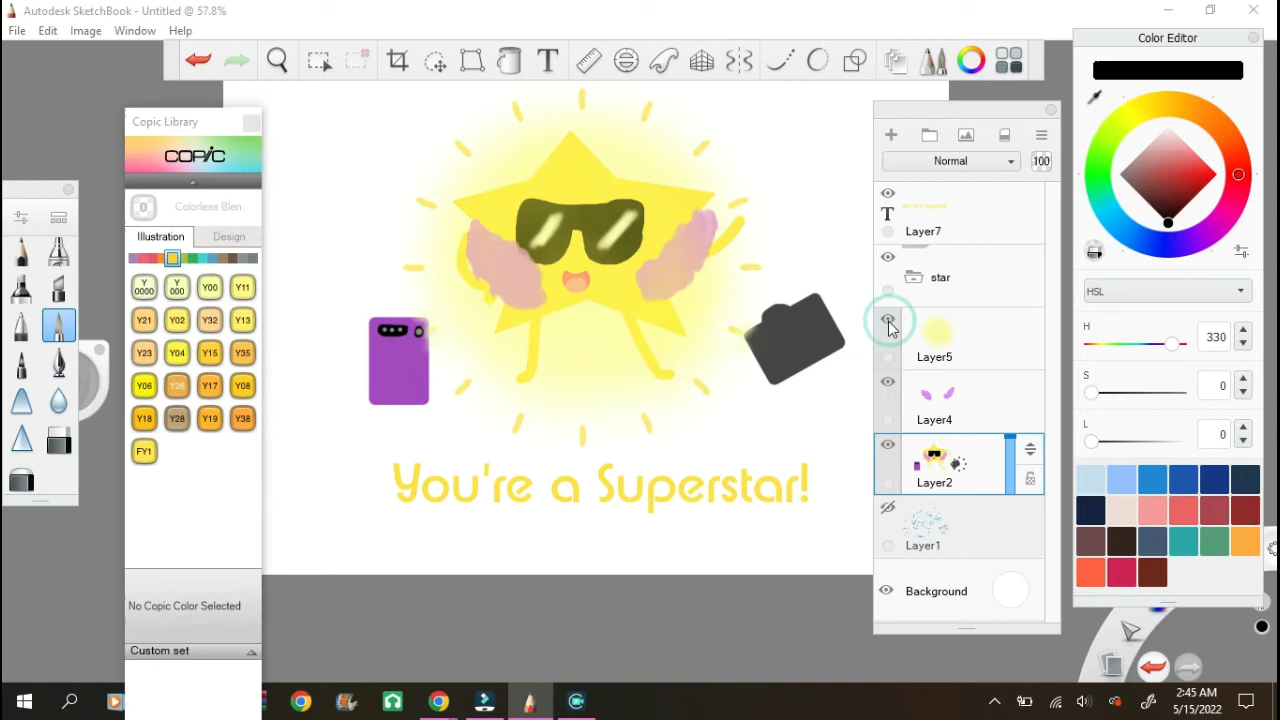 Autodesk SketchBook - Untitled @ 57.8%
File Edit Image Window Help
T
Copic Library
COPIC
0 Colorless Blen..
Illustration Design
Y 0000 Y 000 Y00 Y11
Y21 Y02 Y32 Y13
Y23 Y04 Y15 Y35
Y06 Y26 Y17 Y08
Y18 Y28 Y19 Y38
FY1
No Copic Color Selected
Custom set
You're a Superstar!
Normal 100
T
Layer7
star
Layer5
Layer4
Layer2
Layer1
Background
Color Editor
HSL
H 330
S 0
L 0
2:45 AM
5/15/2022